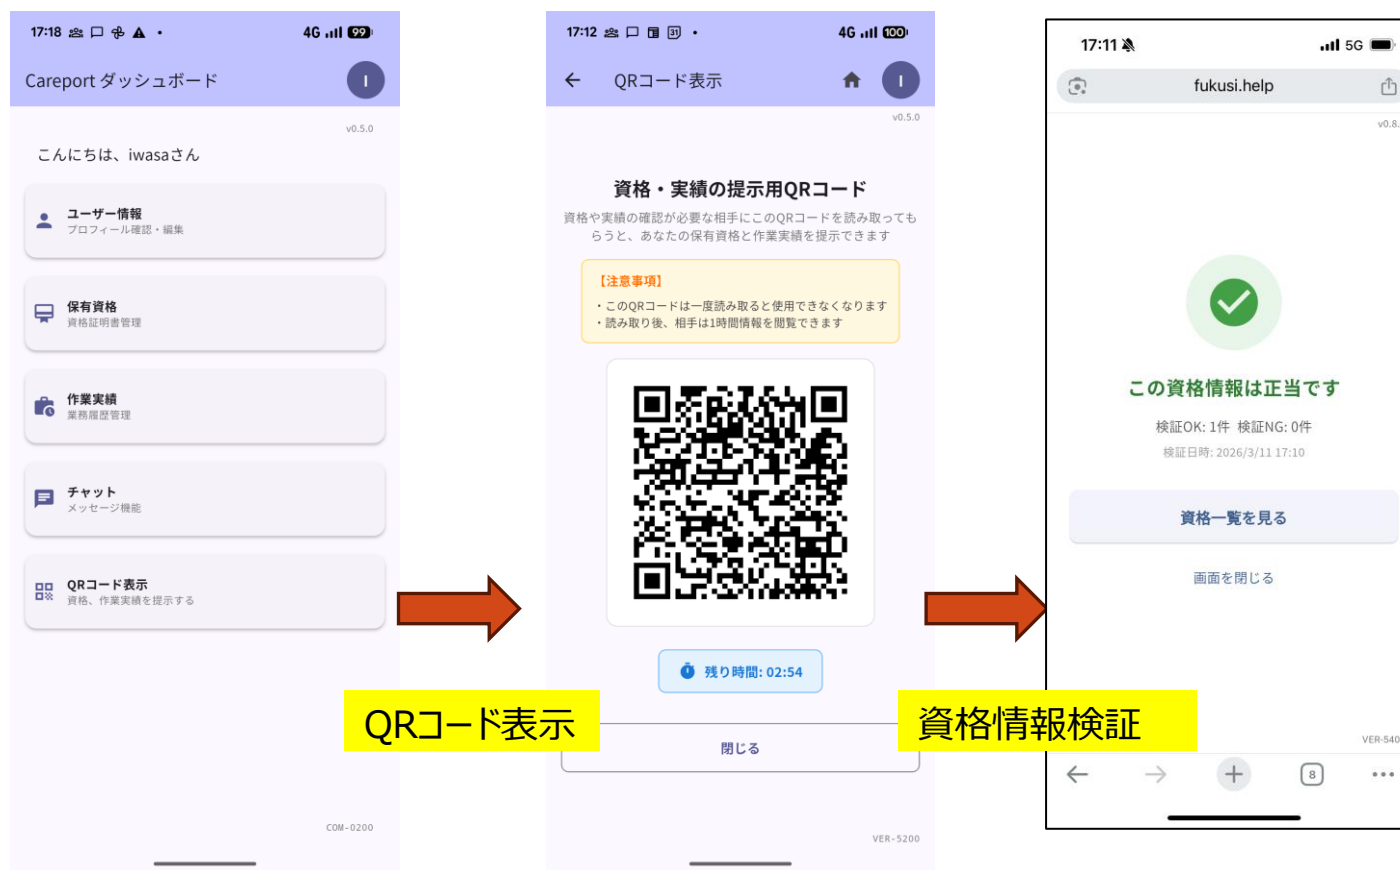 17:18
4G 99
Careport ダッシュボード
I
v0.5.0
こんにちは、iwasaさん
ユーザー情報
プロフィール確認・編集
保有資格
資格証明書管理
作業実績
業務履歴管理
チャット
メッセージ機能
QRコード表示
資格、作業実績を提示する
COM-0200
QRコード表示
17:12
31
4G 100
QRコード表示
I
v0.5.0
資格・実績の提示用QRコード
資格や実績の確認が必要な相手にこのQRコードを読み取っても
らうと、あなたの保有資格と作業実績を提示できます
【注意事項】
・このQRコードは一度読み取ると使用できなくなります
・読み取り後、相手は1時間情報を閲覧できます
残り時間: 02:54
閉じる
VER-5200
資格情報検証
17:11
5G
fukusi.help
v0.8.
この資格情報は正当です
検証OK: 1件 検証NG: 0件
検証日時: 2026/3/11 17:10
資格一覧を見る
画面を閉じる
VER-540
8